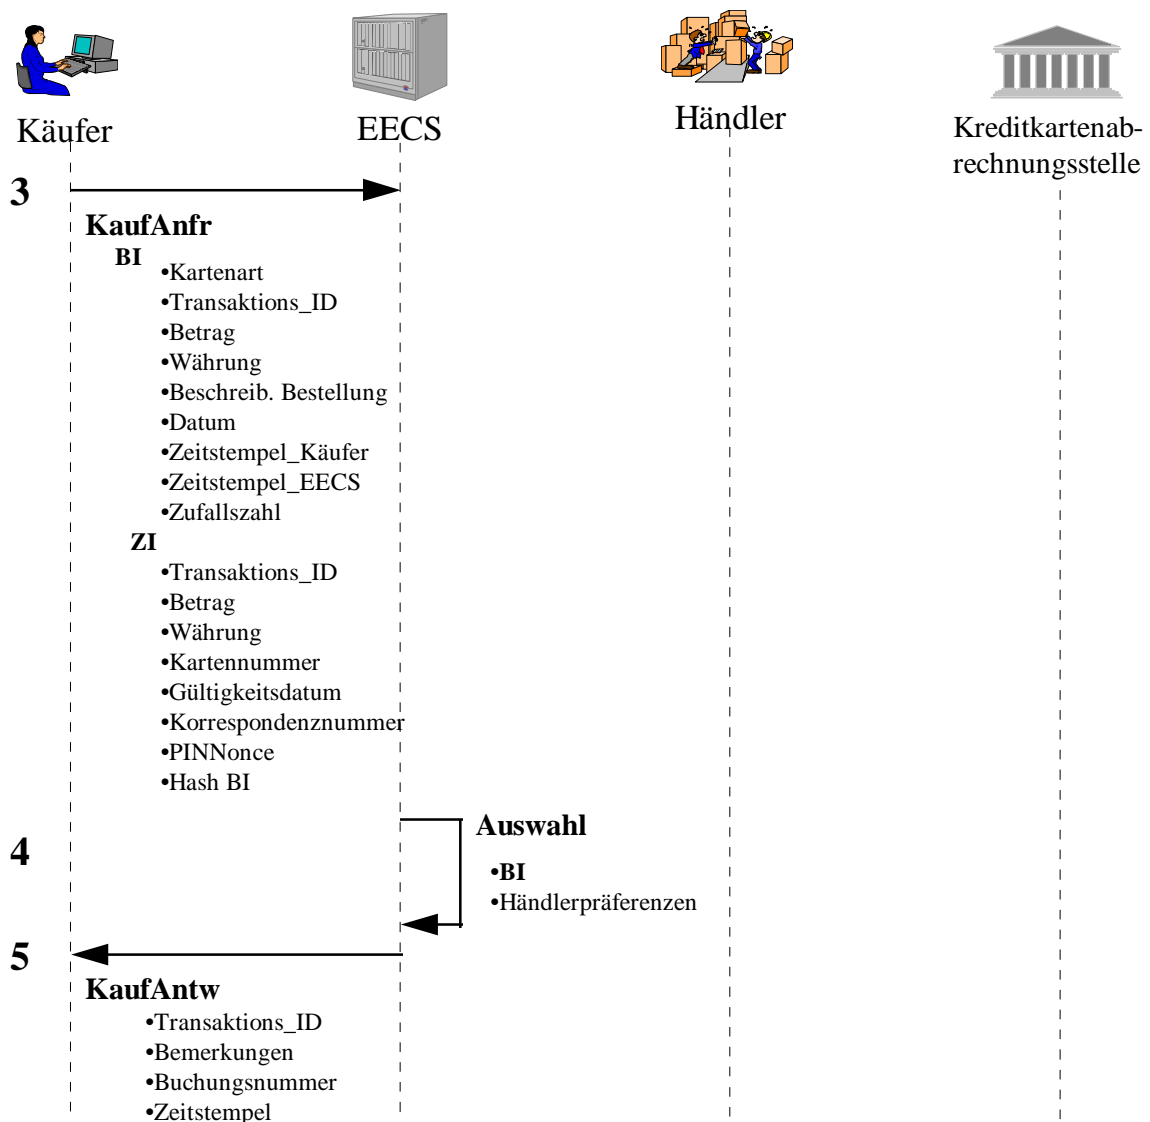 Käufer
EECS
Händler
Kreditkartenab-
rechnungsstelle
3
KaufAnfr
BI
•Kartenart
•Transaktions_ID
•Betrag
•Währung
•Beschreib. Bestellung
•Datum
•Zeitstempel_Käufer
•Zeitstempel_EECS
•Zufallszahl
ZI
•Transaktions_ID
•Betrag
•Währung
•Kartennummer
•Gültigkeitsdatum
•Korrespondenznummer
•PINNonce
•Hash BI
4
Auswahl
•BI
•Händlerpräferenzen
5
KaufAntw
•Transaktions_ID
•Bemerkungen
•Buchungsnummer
•Zeitstempel